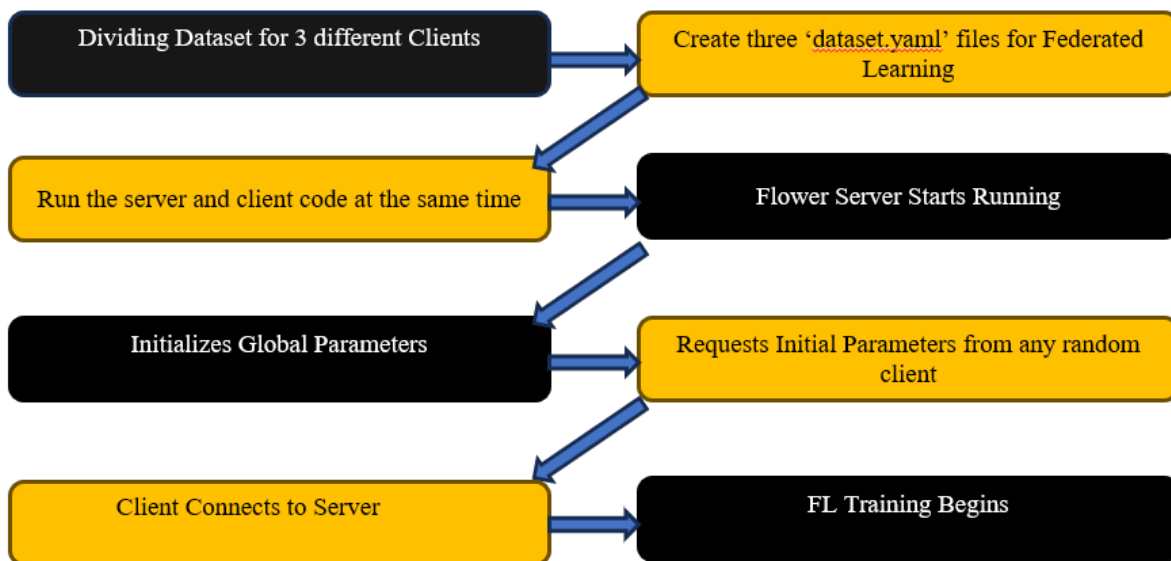 Dividing Dataset for 3 different Clients
Create three ‘dataset.yaml’ files for Federated
Learning
Run the server and client code at the same time
Flower Server Starts Running
Initializes Global Parameters
Requests Initial Parameters from any random
client
Client Connects to Server
FL Training Begins